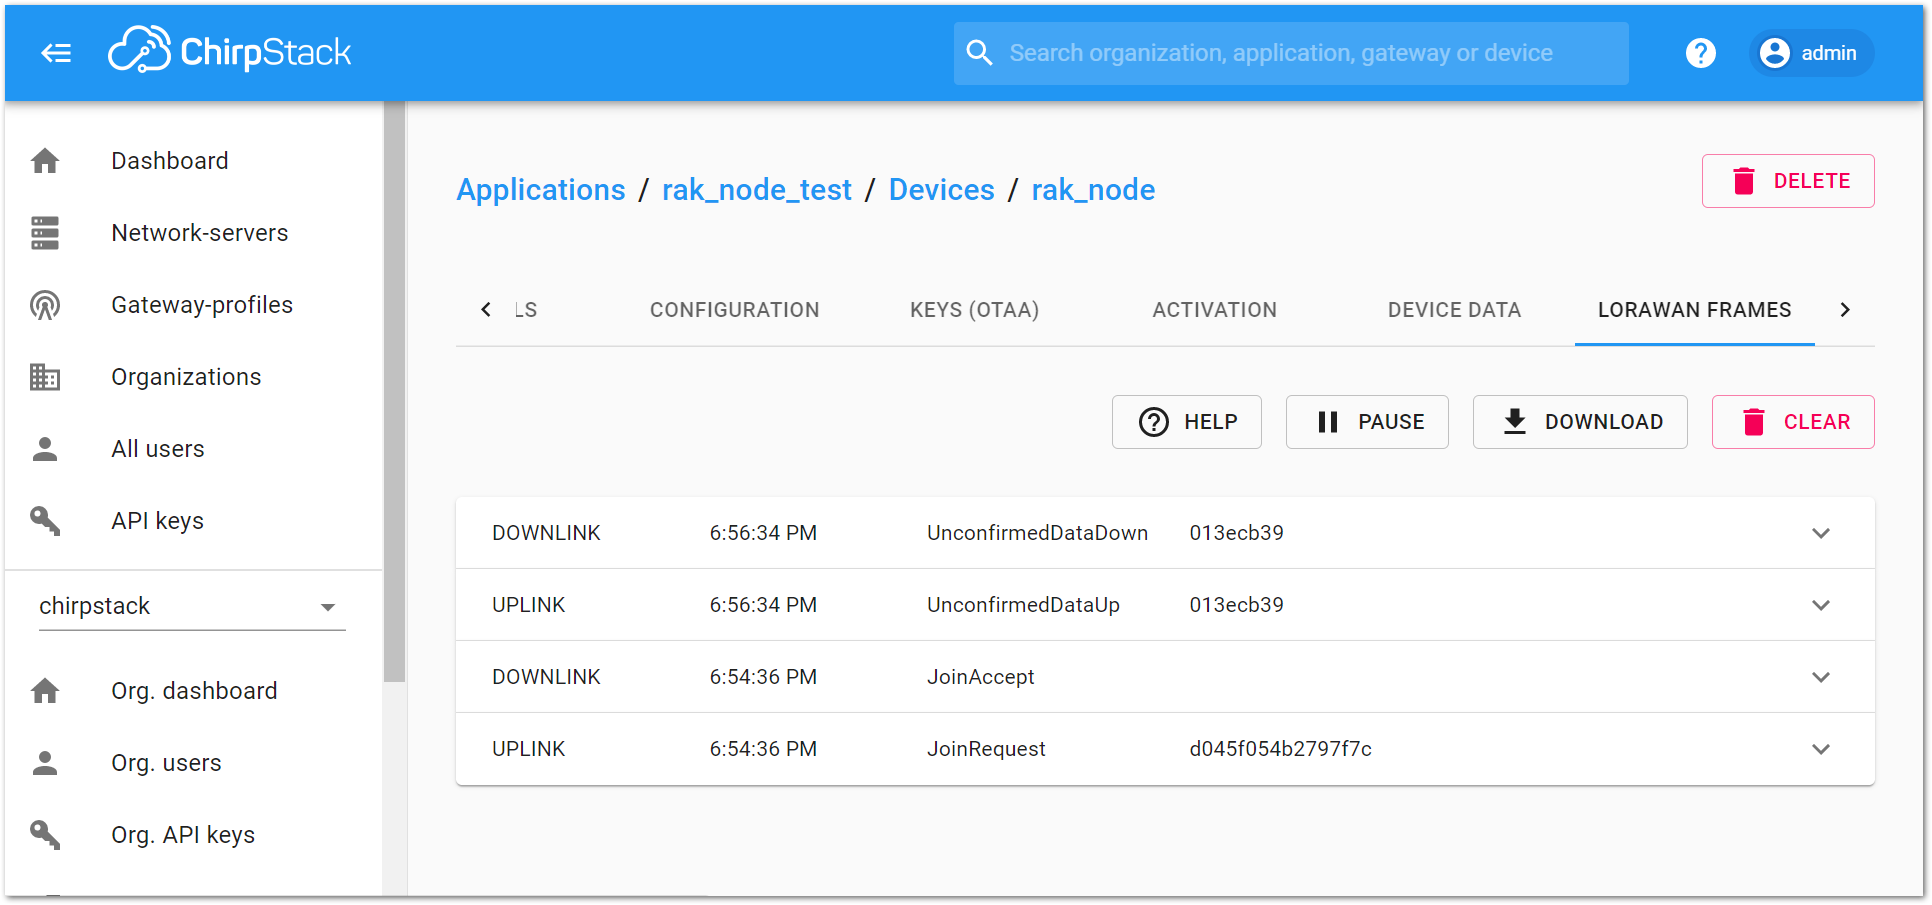 ChirpStack
Search organization, application, gateway or device
? admin
Dashboard
Network-servers
Gateway-profiles
Organizations
All users
API keys
chirpstack
Org. dashboard
Org. users
Org. API keys
Applications / rak_node_test / Devices / rak_node
DELETE
LS CONFIGURATION KEYS (OTAA) ACTIVATION DEVICE DATA LORAWAN FRAMES
? HELP PAUSE DOWNLOAD CLEAR
DOWNLINK 6:56:34 PM UnconfirmedDataDown 013ecb39
UPLINK 6:56:34 PM UnconfirmedDataUp 013ecb39
DOWNLINK 6:54:36 PM JoinAccept
UPLINK 6:54:36 PM JoinRequest d045f054b2797f7c